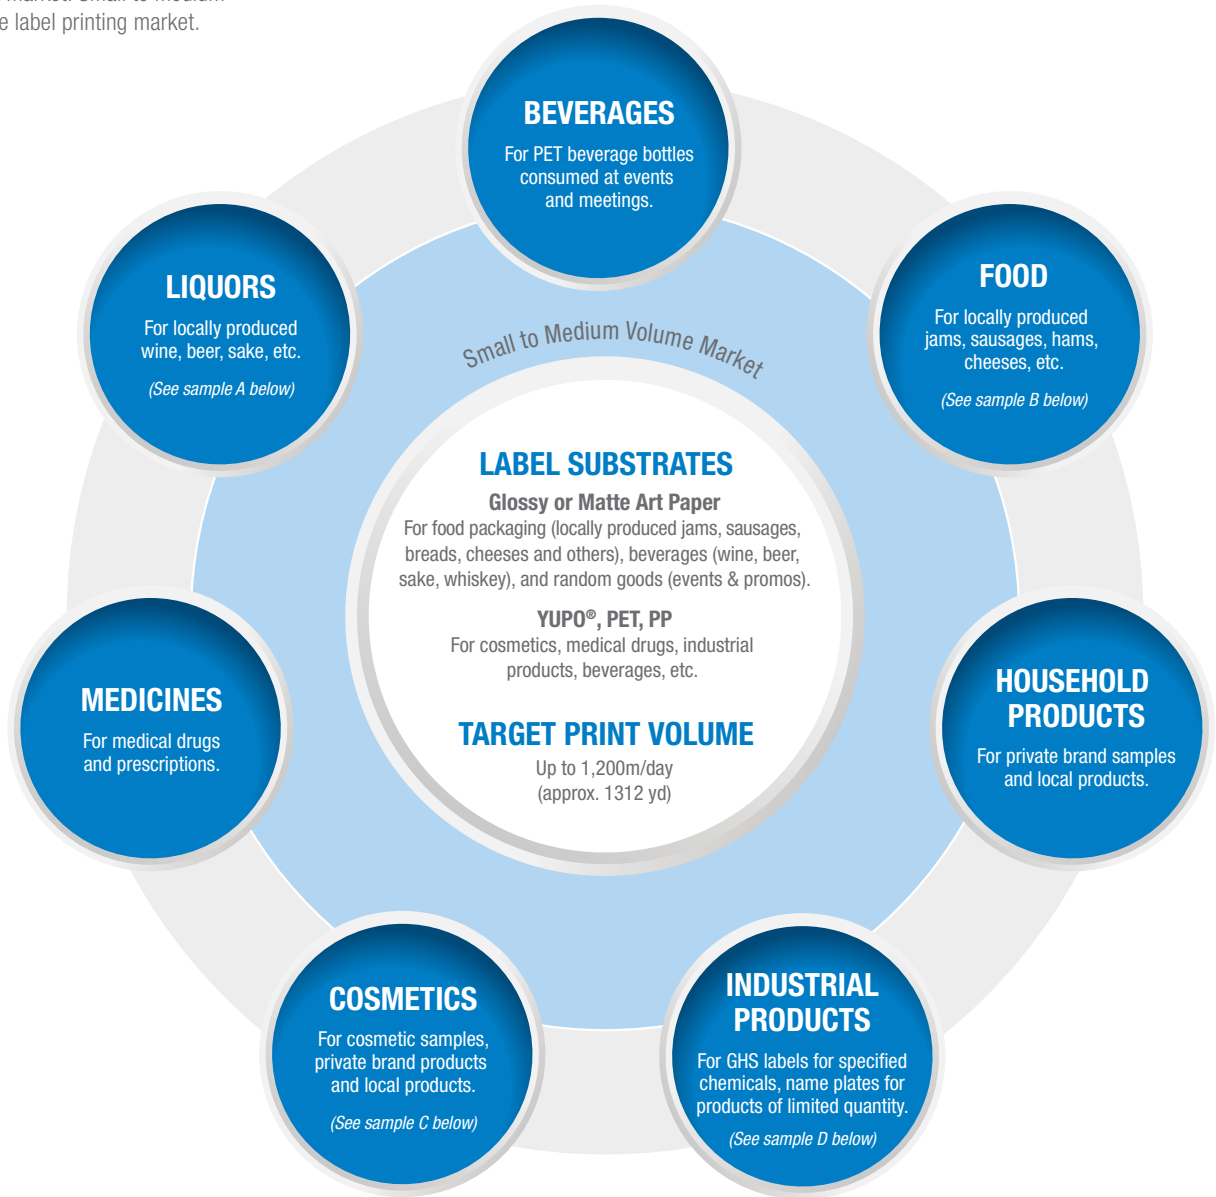 e label printing market.
BEVERAGES
For PET beverage bottles
consumed at events
and meetings.
LIQUORS
For locally produced
wine, beer, sake, etc.
(See sample A below)
FOOD
For locally produced
jams, sausages, hams,
cheeses, etc.
(See sample B below)
Small to Medium Volume Market
LABEL SUBSTRATES
Glossy or Matte Art Paper
For food packaging (locally produced jams, sausages,
breads, cheeses and others), beverages (wine, beer,
sake, whiskey), and random goods (events & promos).
YUPO®, PET, PP
For cosmetics, medical drugs, industrial
products, beverages, etc.
TARGET PRINT VOLUME
Up to 1,200m/day
(approx. 1312 yd)
MEDICINES
For medical drugs
and prescriptions.
HOUSEHOLD
PRODUCTS
For private brand samples
and local products.
COSMETICS
For cosmetic samples,
private brand products
and local products.
(See sample C below)
INDUSTRIAL
PRODUCTS
For GHS labels for specified
chemicals, name plates for
products of limited quantity.
(See sample D below)